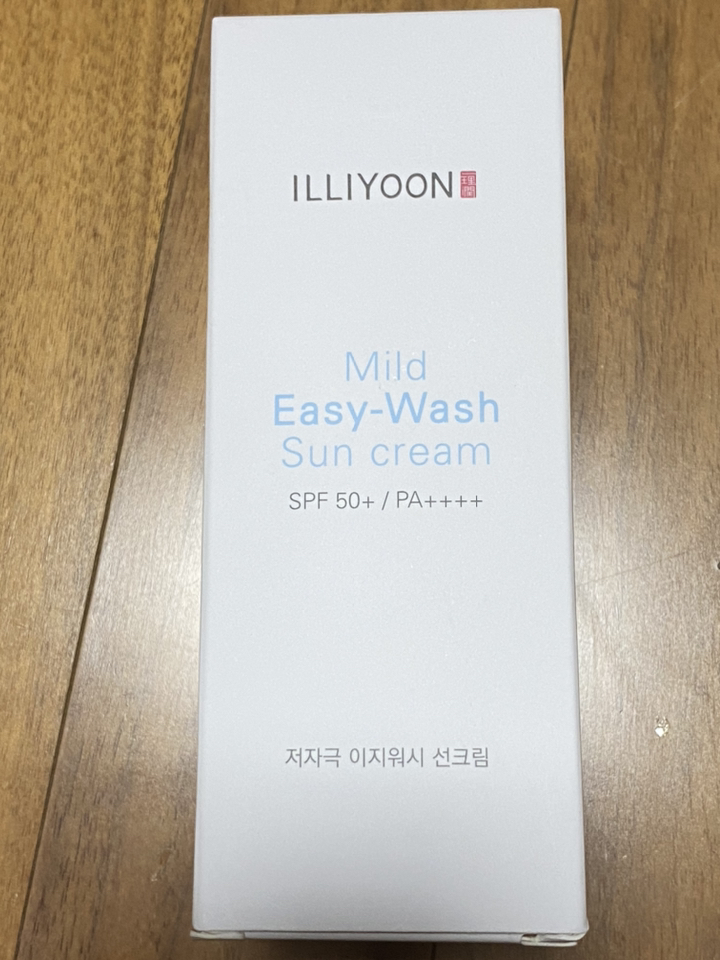 ILLIYOON
Mild
Easy-Wash
Sun cream
SPF 50+ / PA++++
저자극 이지워시 선크림